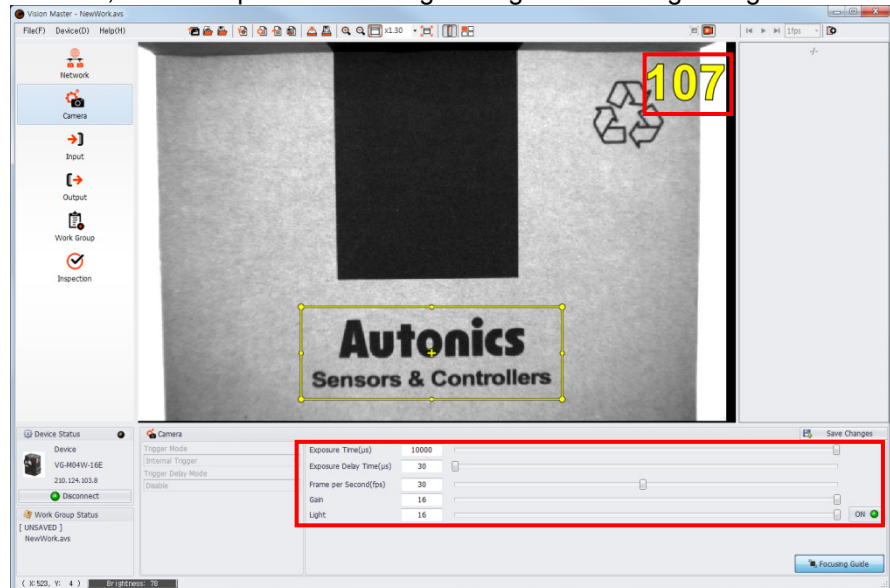 Vision Master - NewWork.avs
File(F) Device(D) Help(H)
x1.30
1fps
Network
Camera
Input
Output
Work Group
Inspection
107
-/-
Autonics
Sensors & Controllers
Device Status
Device
VG-M04W-16E
210.124.103.8
Disconnect
Work Group Status
[ UNSAVED ]
NewWork.avs
Camera
Save Changes
Trigger Mode
Internal Trigger
Trigger Delay Mode
Disable
Exposure Time(μs) 10000
Exposure Delay Time(μs) 30
Frame per Second(fps) 30
Gain 16
Light 16 ON
Focusing Guide
( X:523, Y: 4 ) Brightness: 78